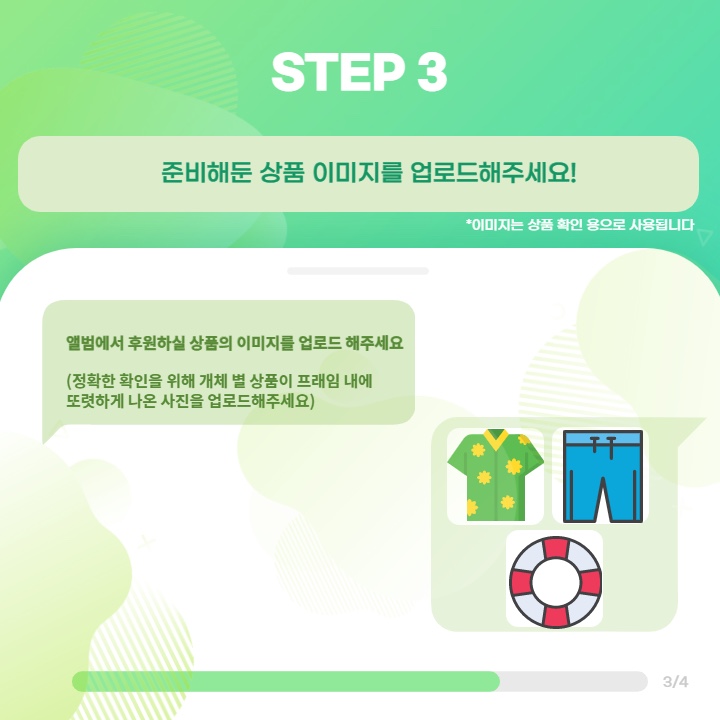 STEP 3
준비해둔 상품 이미지를 업로드해주세요!
*이미지는 상품 확인 용으로 사용됩니다
앨범에서 후원하실 상품의 이미지를 업로드 해주세요
(정확한 확인을 위해 개체 별 상품이 프래임 내에
또렷하게 나온 사진을 업로드해주세요)
3/4